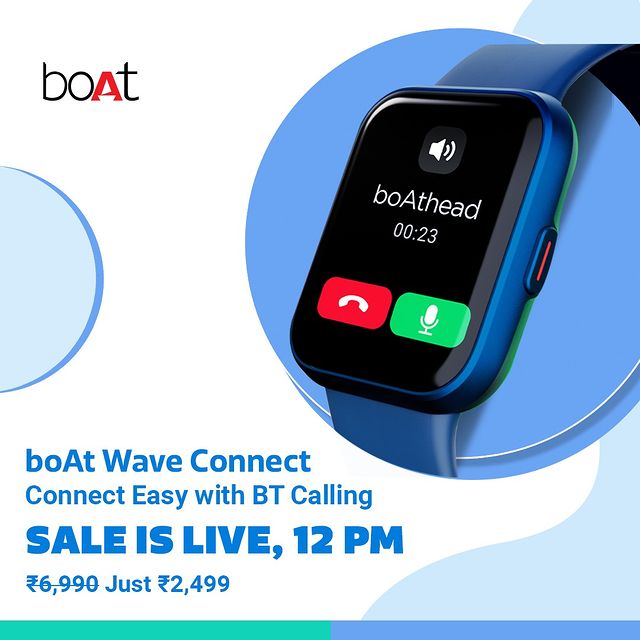 boAt
boAthead
00:23
boAt Wave Connect
Connect Easy with BT Calling
SALE IS LIVE, 12 PM
₹6,990 Just ₹2,499